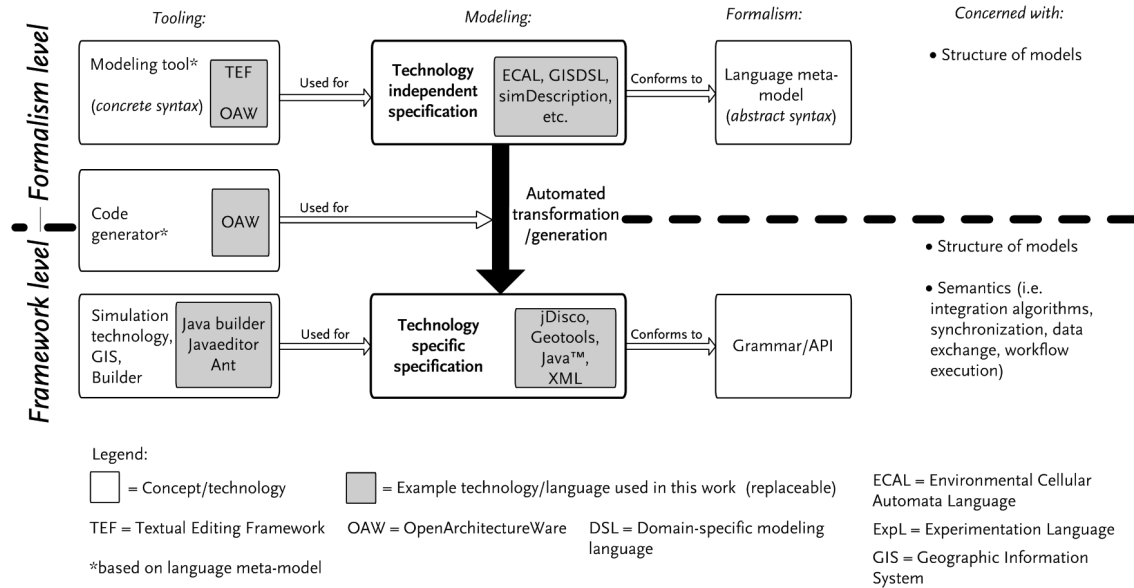 Tooling:
Modeling:
Formalism:
Concerned with:
Formalism level
Modeling tool*
(concrete syntax)
TEF
OAW
Used for
Technology
independent
specification
ECAL, GISDSL,
simDescription,
etc.
Conforms to
Language meta-
model
(abstract syntax)
• Structure of models
Code
generator*
OAW
Used for
Automated
transformation
/generation
Framework level
Simulation
technology,
GIS,
Builder
Java builder
Javaeditor
Ant
Used for
Technology
specific
specification
jDisco,
Geotools,
Java™,
XML
Conforms to
Grammar/API
• Structure of models
• Semantics (i.e.
integration algorithms,
synchronization, data
exchange, workflow
execution)
Legend:
= Concept/technology
= Example technology/language used in this work (replaceable)
TEF = Textual Editing Framework
OAW = OpenArchitectureWare
DSL = Domain-specific modeling
language
*based on language meta-model
ECAL = Environmental Cellular
Automata Language
ExpL = Experimentation Language
GIS = Geographic Information
System